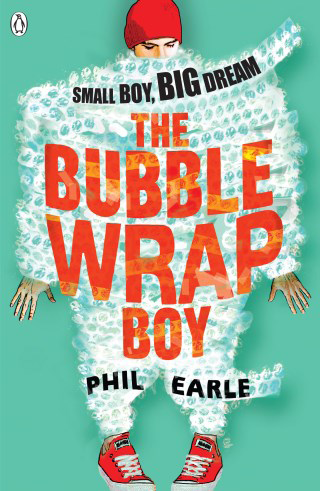 SMALL BOY, BIG DREAM
THE
BUBBLE
WRAP
BOY
PHIL EARLE